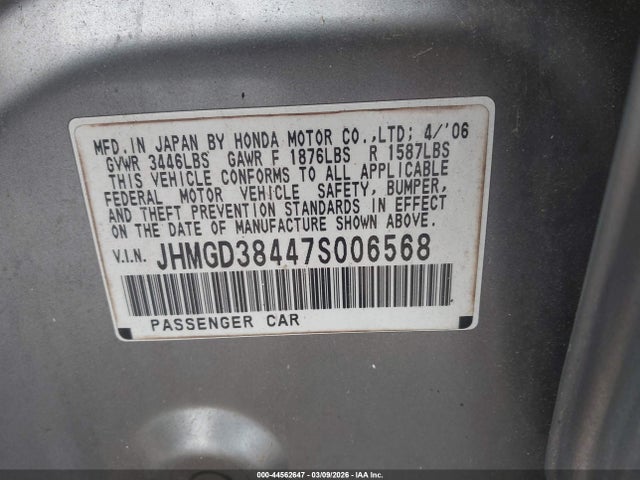 MFD.IN JAPAN BY HONDA MOTOR CO.,LTD; 4/'06
GVWR 3446LBS GAWR F 1876LBS R 1587LBS
THIS VEHICLE CONFORMS TO ALL APPLICABLE
FEDERAL MOTOR VEHICLE SAFETY, BUMPER,
AND THEFT PREVENTION STANDARDS IN EFFECT
ON THE DATE OF MANUFACTURE SHOWN ABOVE.
V.I.N. JHMGD38447S006568
PASSENGER CAR
000-44562647 | 03/09/2026 | IAA Inc.